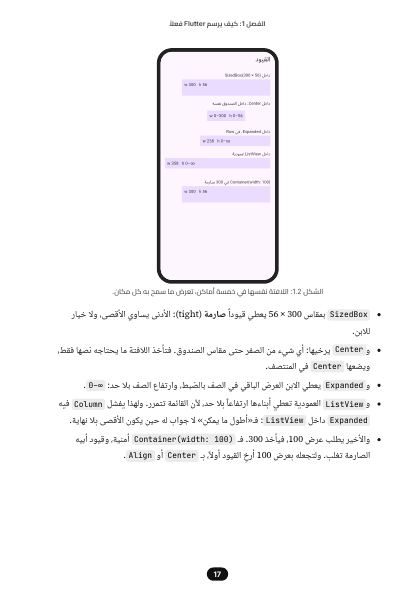 الفصل 1: كيف يرسم Flutter فعلاً
القيود
داخل SizedBox(300 × 56)
w 300 h 56
داخل Center، داخل الصندوق نفسه
w 0–300 h 0–56
داخل Expanded، في Row
w 238 h 0–∞
داخل ListView عمودية
w 358 h 0–∞
Container(width: 100) في 300 صارمة
w 300 h 56
الشكل 1.2: اللافتة نفسها في خمسة أماكن، تعرض ما سمح به كل مكان.
• SizedBox بمقاس 300 × 56 يعطي قيوداً صارمة (tight): الأدنى يساوي الأقصى، ولا خيار
للابن.
• وCenter يرخيها: أي شيء من الصفر حتى مقاس الصندوق. فتأخذ اللافتة ما يحتاجه نصها فقط،
ويضعها Center في المنتصف.
• وExpanded يعطي الابن العرض الباقي في الصف بالضبط، وارتفاع الصف بلا حد: 0–∞.
• وListView العمودية تعطي أبناءها ارتفاعاً بلا حد، لأن القائمة تتمرر. ولهذا يفشل Column فيه
Expanded داخل ListView: فـ«أطول ما يمكن» لا جواب له حين يكون الأقصى بلا نهاية.
• والأخير يطلب عرض 100، فيأخذ 300. فـ Container(width: 100) أمنية، وقيود أبيه
الصارمة تغلب. ولتجعله بعرض 100 أرخِ القيود أولاً، بـ Center أو Align.
17